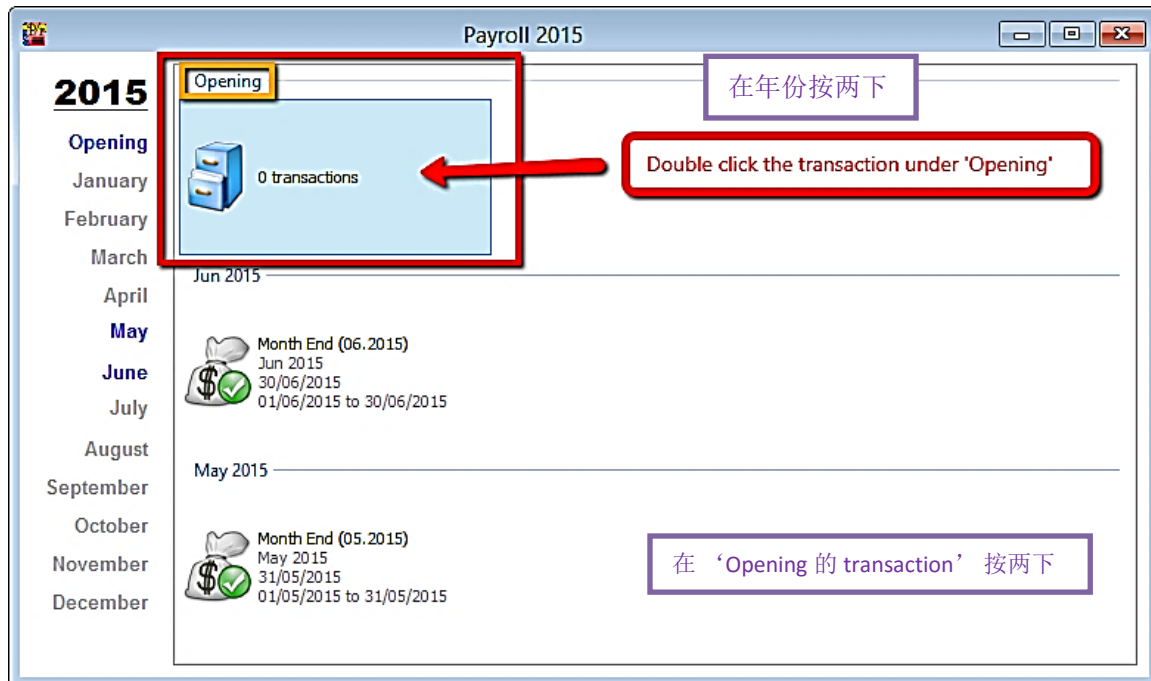 Payroll 2015
2015
Opening
January
February
March
April
May
June
July
August
September
October
November
December
Opening
0 transactions
在年份按两下
Double click the transaction under 'Opening'
Jun 2015
Month End (06.2015)
Jun 2015
30/06/2015
01/06/2015 to 30/06/2015
May 2015
Month End (05.2015)
May 2015
31/05/2015
01/05/2015 to 31/05/2015
在 ‘Opening 的 transaction’ 按两下